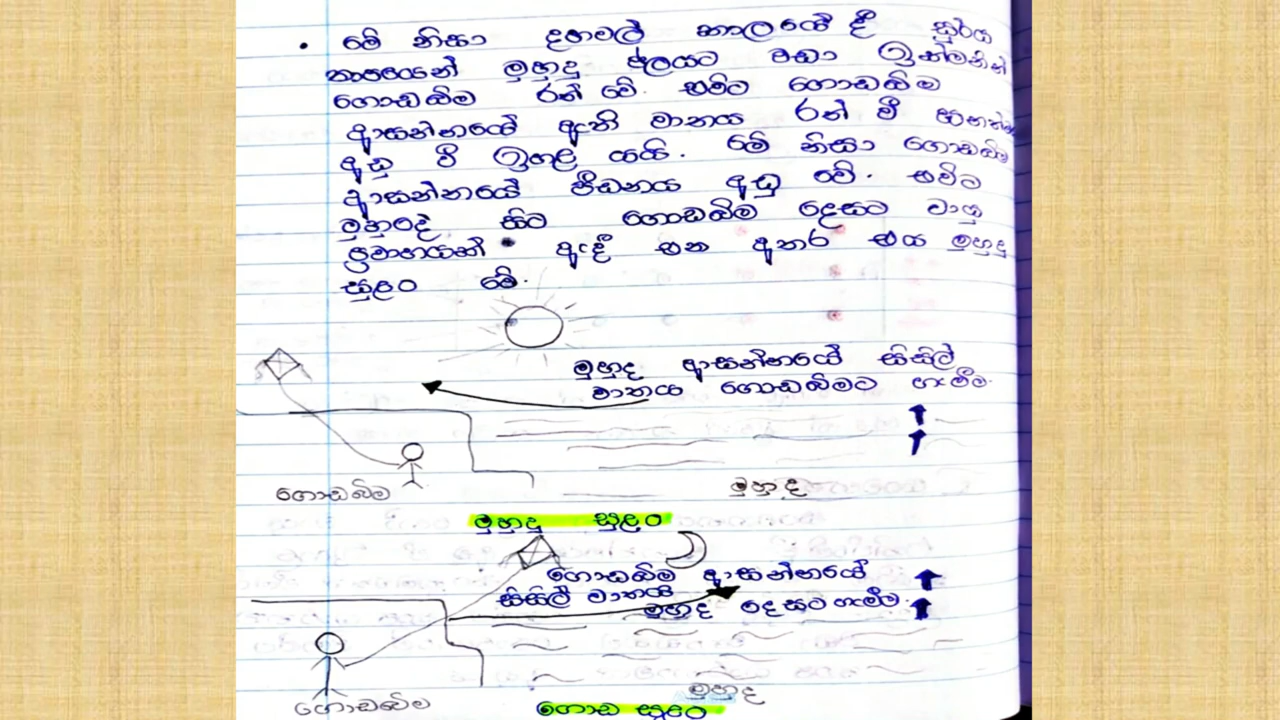 • මේ නිසා දහවල් කාලයේ දී සූර්ය
තාපයෙන් මුහුදු ජලයට වඩා ඉක්මනින්
ගොඩබිම රත් වේ. එවිට ගොඩබිම
ආසන්නයේ ඇති වාතය රත් වී ඝනත්ව
අඩු වී ඉහළ යයි. මේ නිසා ගොඩබිම
ආසන්නයේ පීඩනය අඩු වේ. එවිට
මුහුදේ සිට ගොඩබිම දෙසට වායු
ප්‍රවාහයක් ඇදී එන අතර එය මුහුදු
සුළං වේ.
මුහුද ආසන්නයේ සිසිල්
වාතය ගොඩබිමට හැමීම.
ගොඩබිම
මුහුද
මුහුදු සුළං
ගොඩබිම ආසන්නයේ
සිසිල් වාතය මුහුද දෙසට හැමීම.
මුහුද
ගොඩබිම
ගොඩ සුළං